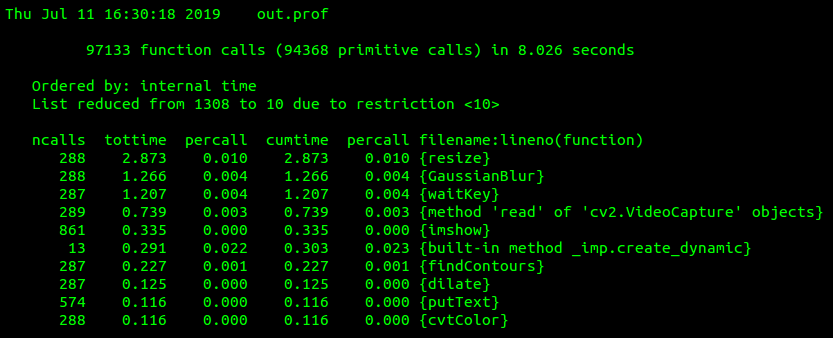 Thu Jul 11 16:30:18 2019    out.prof
97133 function calls (94368 primitive calls) in 8.026 seconds
Ordered by: internal time
List reduced from 1308 to 10 due to restriction <10>
ncalls  tottime  percall  cumtime  percall filename:lineno(function)
288    2.873    0.010    2.873    0.010 {resize}
288    1.266    0.004    1.266    0.004 {GaussianBlur}
287    1.207    0.004    1.207    0.004 {waitKey}
289    0.739    0.003    0.739    0.003 {method 'read' of 'cv2.VideoCapture' objects}
861    0.335    0.000    0.335    0.000 {imshow}
13    0.291    0.022    0.303    0.023 {built-in method _imp.create_dynamic}
287    0.227    0.001    0.227    0.001 {findContours}
287    0.125    0.000    0.125    0.000 {dilate}
574    0.116    0.000    0.116    0.000 {putText}
288    0.116    0.000    0.116    0.000 {cvtColor}